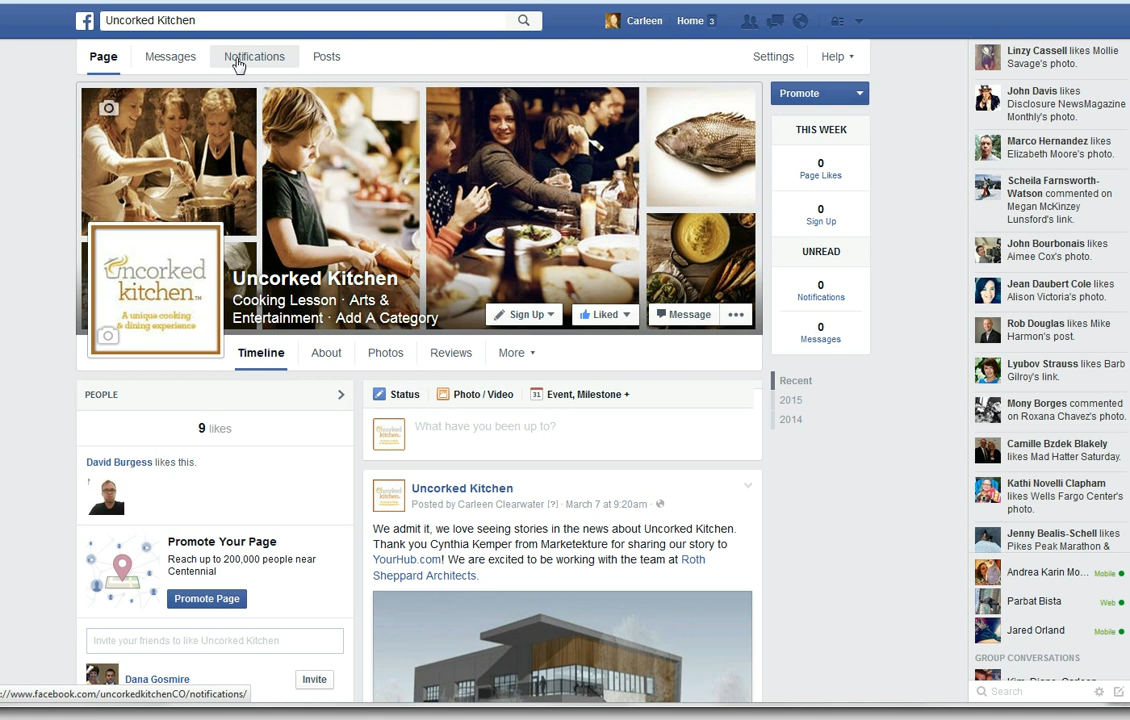 Uncorked Kitchen
Carleen
Home 3
Page
Messages
Notifications
Posts
Settings
Help
Uncorked Kitchen
Cooking Lesson · Arts &
Entertainment · Add A Category
uncorked
kitchen™
A unique cooking
& dining experience
Sign Up
Liked
Message
•••
Timeline
About
Photos
Reviews
More
Promote
THIS WEEK
0
Page Likes
0
Sign Up
UNREAD
0
Notifications
0
Messages
Recent
2015
2014
PEOPLE
9 likes
David Burgess likes this.
Promote Your Page
Reach up to 200,000 people near
Centennial
Promote Page
Invite your friends to like Uncorked Kitchen
Dana Gosmire
Invite
://www.facebook.com/uncorkedkitchenCO/notifications/
Status
Photo / Video
31
Event, Milestone +
What have you been up to?
Uncorked Kitchen
Posted by Carleen Clearwater [?] · March 7 at 9:20am ·
We admit it, we love seeing stories in the news about Uncorked Kitchen.
Thank you Cynthia Kemper from Marketekture for sharing our story to
YourHub.com! We are excited to be working with the team at Roth
Sheppard Architects.
Linzy Cassell likes Mollie
Savage's photo.
John Davis likes
Disclosure NewsMagazine
Monthly's photo.
Marco Hernandez likes
Elizabeth Moore's photo.
Scheila Farnsworth-
Watson commented on
Megan McKinzey
Lunsford's link.
John Bourbonais likes
Aimee Cox's photo.
Jean Daubert Cole likes
Alison Victoria's photo.
Rob Douglas likes Mike
Harmon's post.
Lyubov Strauss likes Barb
Gilroy's link.
Mony Borges commented
on Roxana Chavez's photo.
Camille Bzdek Blakely
likes Mad Hatter Saturday.
Kathi Novelli Clapham
likes Wells Fargo Center's
photo.
Jenny Bealis-Schell likes
Pikes Peak Marathon &
Andrea Karin Mo... Mobile
Parbat Bista Web
Jared Orland Mobile
GROUP CONVERSATIONS
Search